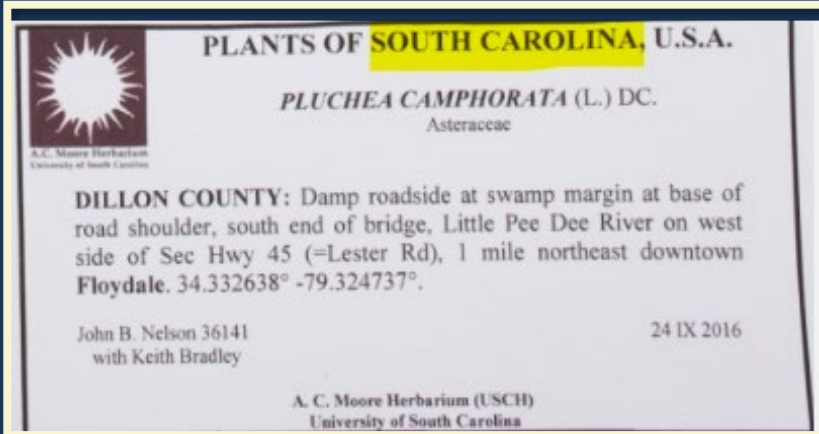 PLANTS OF SOUTH CAROLINA, U.S.A.
PLUCHEA CAMPHORATA (L.) DC.
Asteraceae
A.C. Moore Herbarium
University of South Carolina
DILLON COUNTY: Damp roadside at swamp margin at base of
road shoulder, south end of bridge, Little Pee Dee River on west
side of Sec Hwy 45 (=Lester Rd), 1 mile northeast downtown
Floydale. 34.332638° -79.324737°.
John B. Nelson 36141
with Keith Bradley
24 IX 2016
A. C. Moore Herbarium (USCH)
University of South Carolina